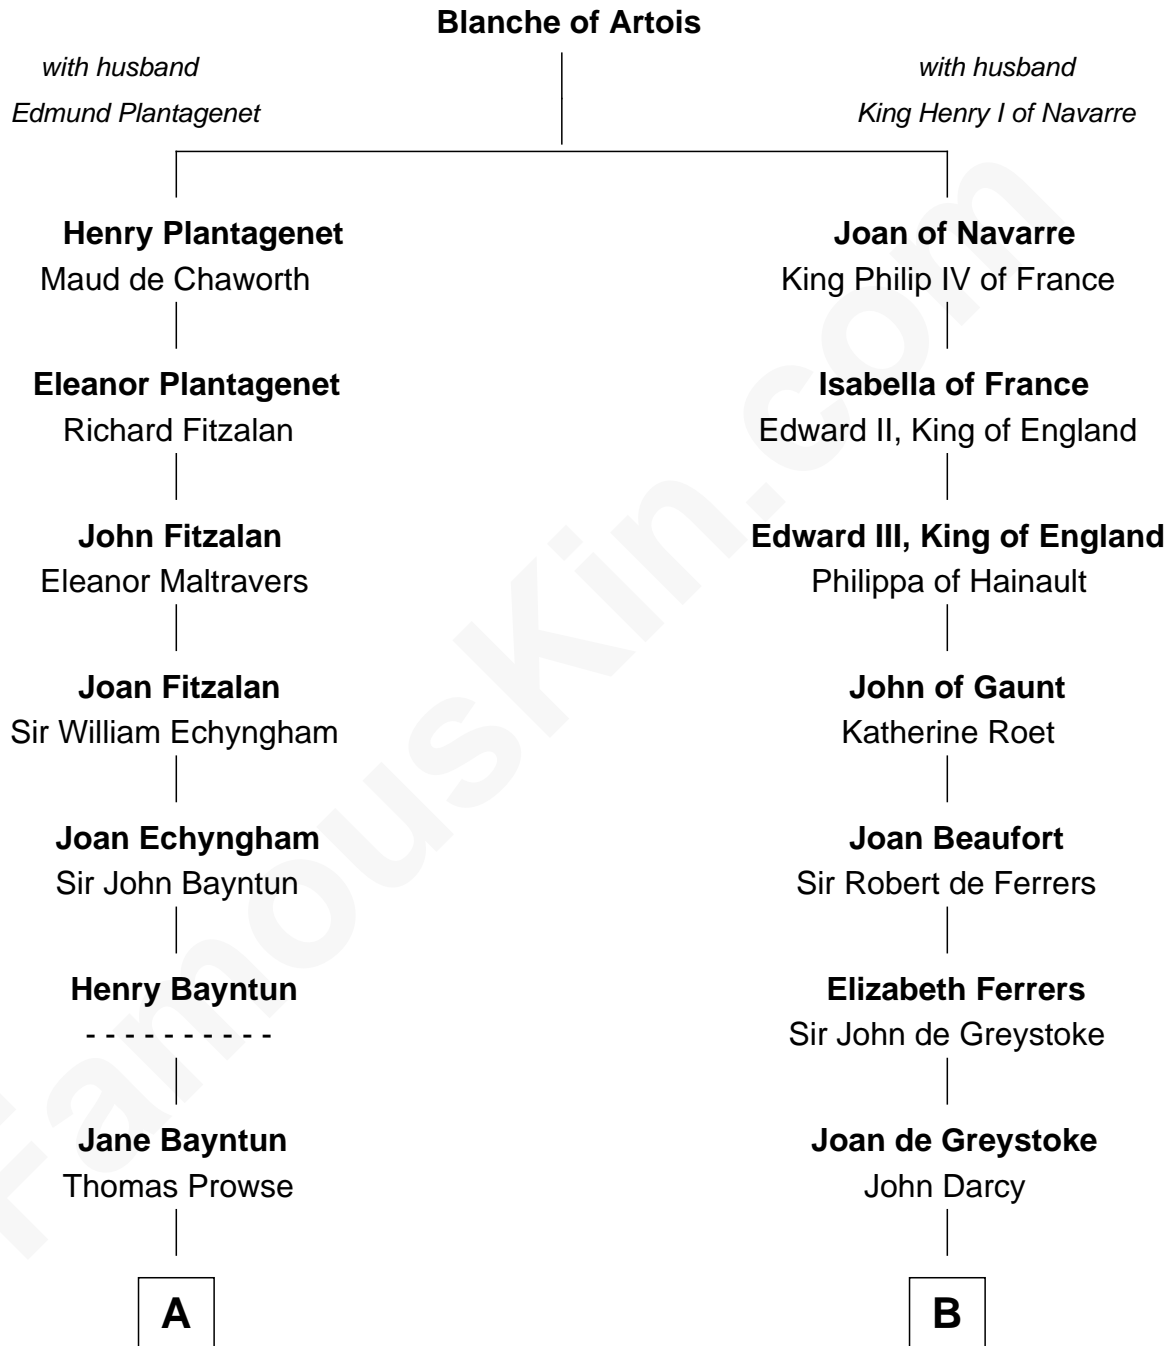 Blanche of Artois
with husband
Edmund Plantagenet
with husband
King Henry I of Navarre
Henry Plantagenet
Maud de Chaworth
Eleanor Plantagenet
Richard Fitzalan
John Fitzalan
Eleanor Maltravers
Joan Fitzalan
Sir William Echyngham
Joan Echyngham
Sir John Bayntun
Henry Bayntun
- - - - - - - - - -
Jane Bayntun
Thomas Prowse
A
Joan of Navarre
King Philip IV of France
Isabella of France
Edward II, King of England
Edward III, King of England
Philippa of Hainault
John of Gaunt
Katherine Roet
Joan Beaufort
Sir Robert de Ferrers
Elizabeth Ferrers
Sir John de Greystoke
Joan de Greystoke
John Darcy
B
FamousKin.com